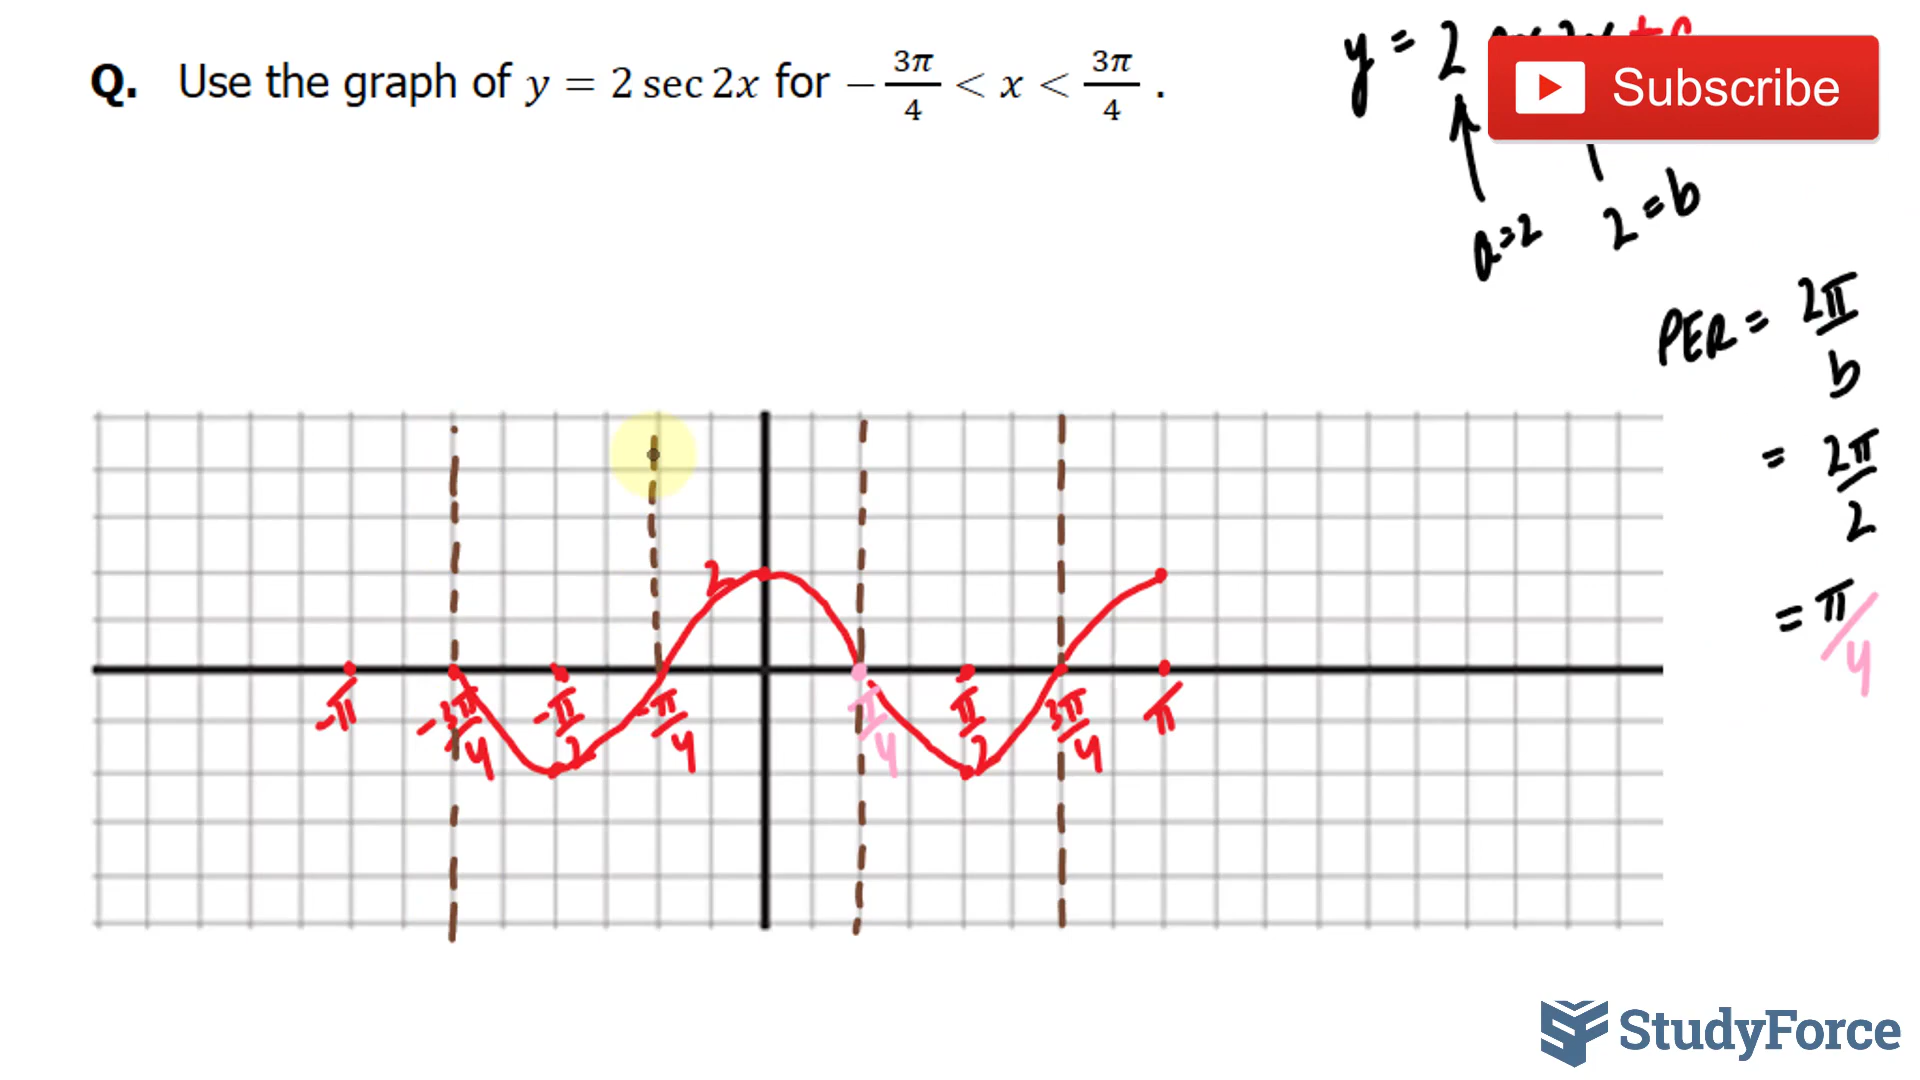 Q. Use the graph of y = 2 sec 2x for − 3π/4 < x < 3π/4 .
y = 2
Subscribe
a=2 2=b
PER = 2π/b
= 2π/2
= π/4
2
-π -3π/4 -π/2 -π/4 π/4 π/2 3π/4 π
StudyForce